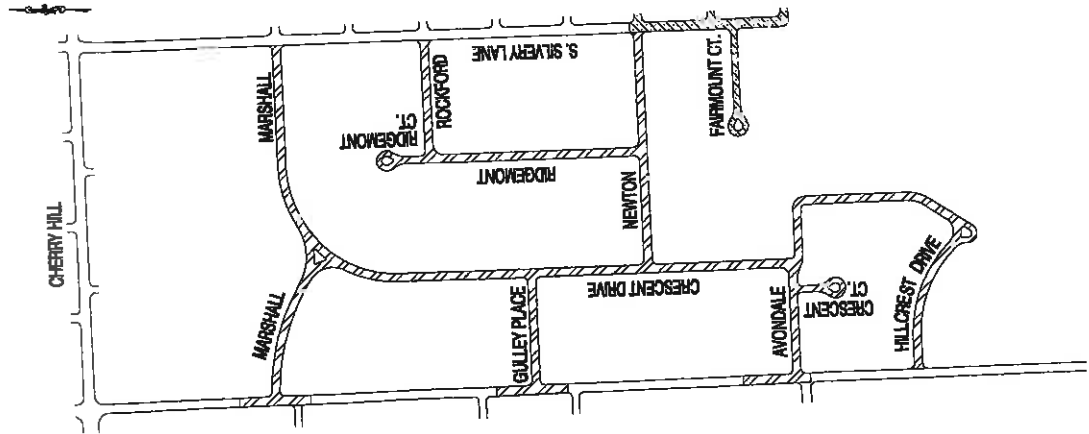 CHERRY HILL
MARSHALL
MARSHALL
ROCKFORD
RIDGEMONT
CT.
S. SILVERY LANE
RIDGEMONT
NEWTON
FAIRMOUNT CT.
GULLEY PLACE
CRESCENT DRIVE
AVONDALE
CRESCENT
CT.
HILLCREST DRIVE